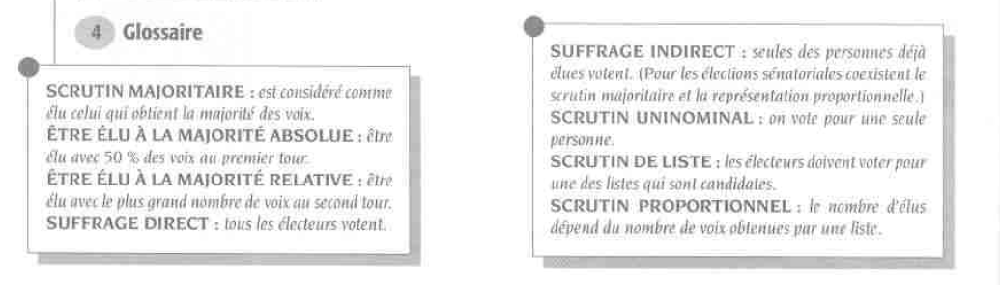 4 Glossaire
SCRUTIN MAJORITAIRE : est considéré comme
élu celui qui obtient la majorité des voix.
ÊTRE ÉLU À LA MAJORITÉ ABSOLUE : être
élu avec 50 % des voix au premier tour.
ÊTRE ÉLU À LA MAJORITÉ RELATIVE : être
élu avec le plus grand nombre de voix au second tour.
SUFFRAGE DIRECT : tous les électeurs votent.
SUFFRAGE INDIRECT : seules des personnes déjà
élues votent. (Pour les élections sénatoriales coexistent le
scrutin majoritaire et la représentation proportionnelle.)
SCRUTIN UNINOMINAL : on vote pour une seule
personne.
SCRUTIN DE LISTE : les électeurs doivent voter pour
une des listes qui sont candidates.
SCRUTIN PROPORTIONNEL : le nombre d'élus
dépend du nombre de voix obtenues par une liste.